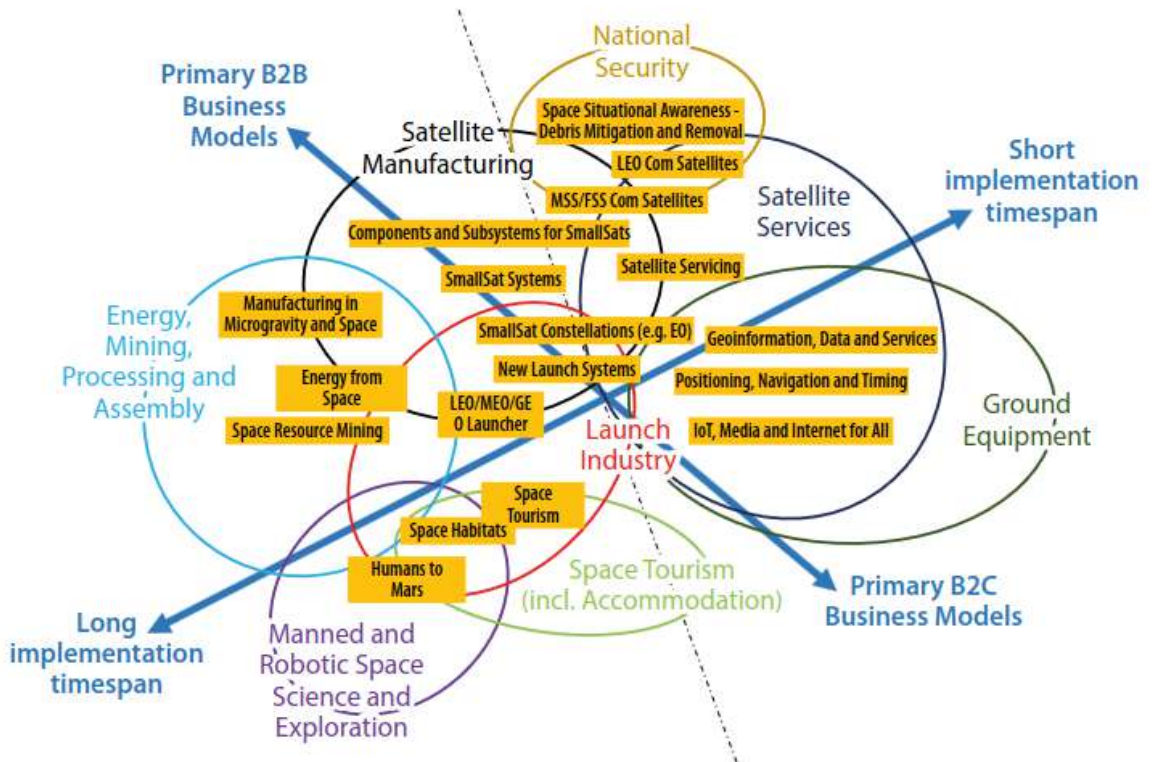 National
Security
Primary B2B
Business
Models
Space Situational Awareness -
Debris Mitigation and Removal
Satellite
Manufacturing
LEO Com Satellites
Short
implementation
timespan
MSS/FSS Com Satellites
Satellite
Services
Components and Subsystems for SmallSats
Satellite Servicing
SmallSat Systems
Manufacturing in
Microgravity and Space
Energy,
Mining,
Processing and
Assembly
SmallSat Constellations (e.g. EO)
Geoinformation, Data and Services
New Launch Systems
Positioning, Navigation and Timing
Energy from
Space
LEO/MEO/GE
O Launcher
Space Resource Mining
Launch
Industry
IoT, Media and Internet for All
Ground
Equipment
Space
Tourism
Space Habitats
Humans to
Mars
Space Tourism
(incl. Accommodation)
Primary B2C
Business Models
Long
implementation
timespan
Manned and
Robotic Space
Science and
Exploration